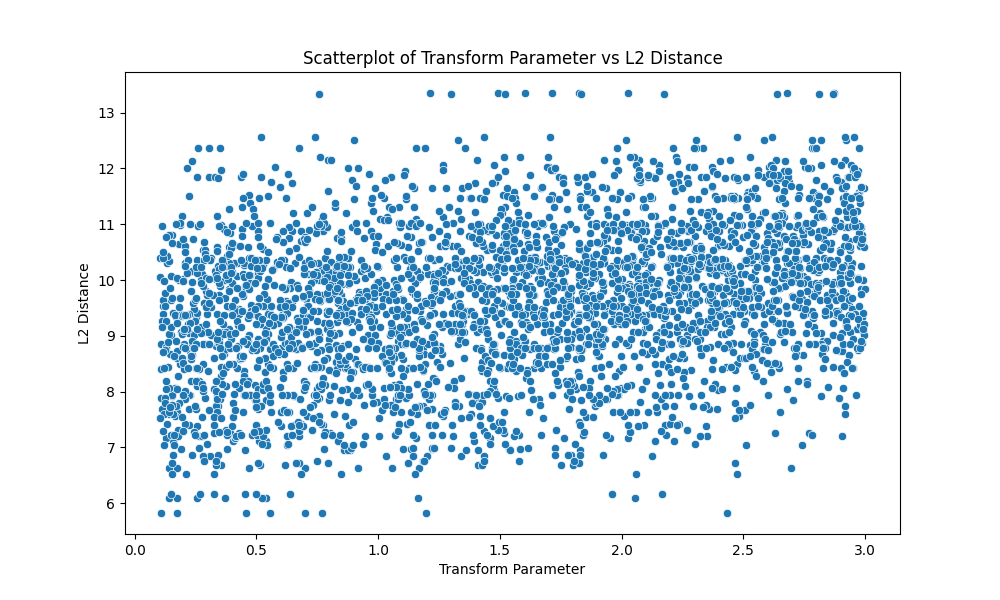 Scatterplot of Transform Parameter vs L2 Distance
L2 Distance
13
12
11
10
9
8
7
6
0.0 0.5 1.0 1.5 2.0 2.5 3.0
Transform Parameter